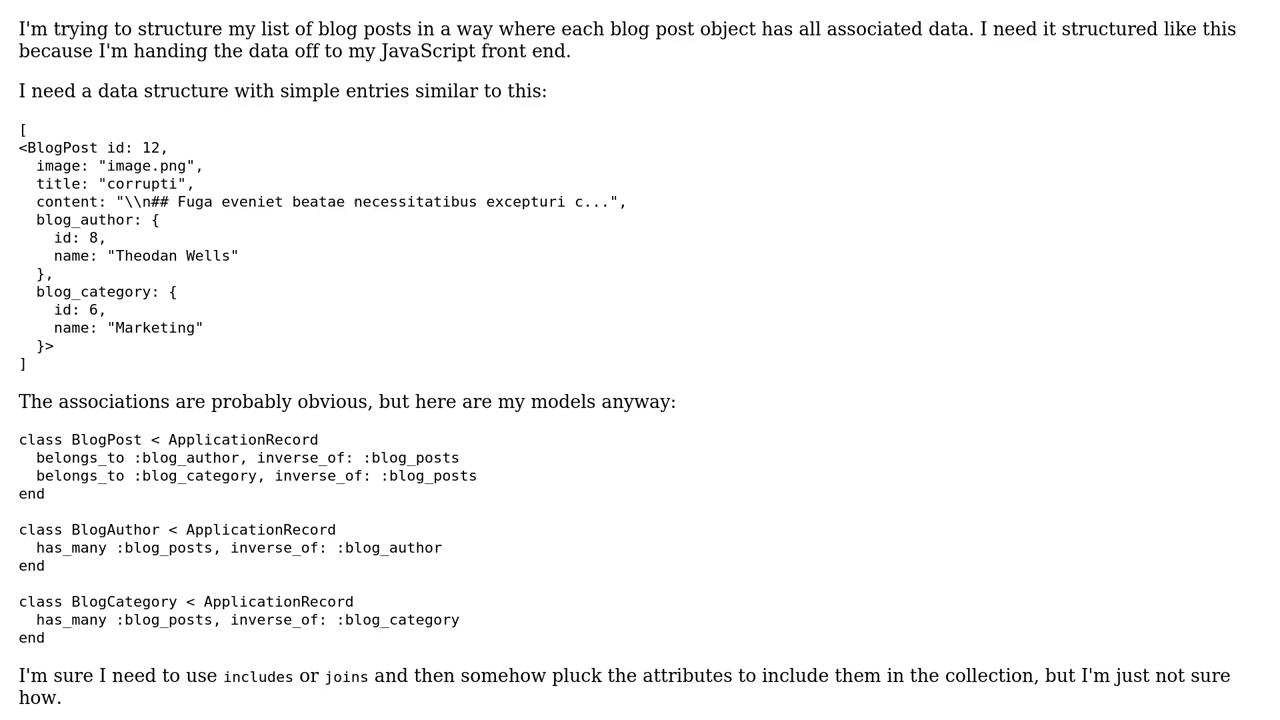 I'm trying to structure my list of blog posts in a way where each blog post object has all associated data. I need it structured like this
because I'm handing the data off to my JavaScript front end.
I need a data structure with simple entries similar to this:
[
<BlogPost id: 12,
  image: "image.png",
  title: "corrupti",
  content: "\\n## Fuga eveniet beatae necessitatibus excepturi c...",
  blog_author: {
    id: 8,
    name: "Theodan Wells"
  },
  blog_category: {
    id: 6,
    name: "Marketing"
  }>
]
The associations are probably obvious, but here are my models anyway:
class BlogPost < ApplicationRecord
  belongs_to :blog_author, inverse_of: :blog_posts
  belongs_to :blog_category, inverse_of: :blog_posts
end
class BlogAuthor < ApplicationRecord
  has_many :blog_posts, inverse_of: :blog_author
end
class BlogCategory < ApplicationRecord
  has_many :blog_posts, inverse_of: :blog_category
end
I'm sure I need to use includes or joins and then somehow pluck the attributes to include them in the collection, but I'm just not sure
how.